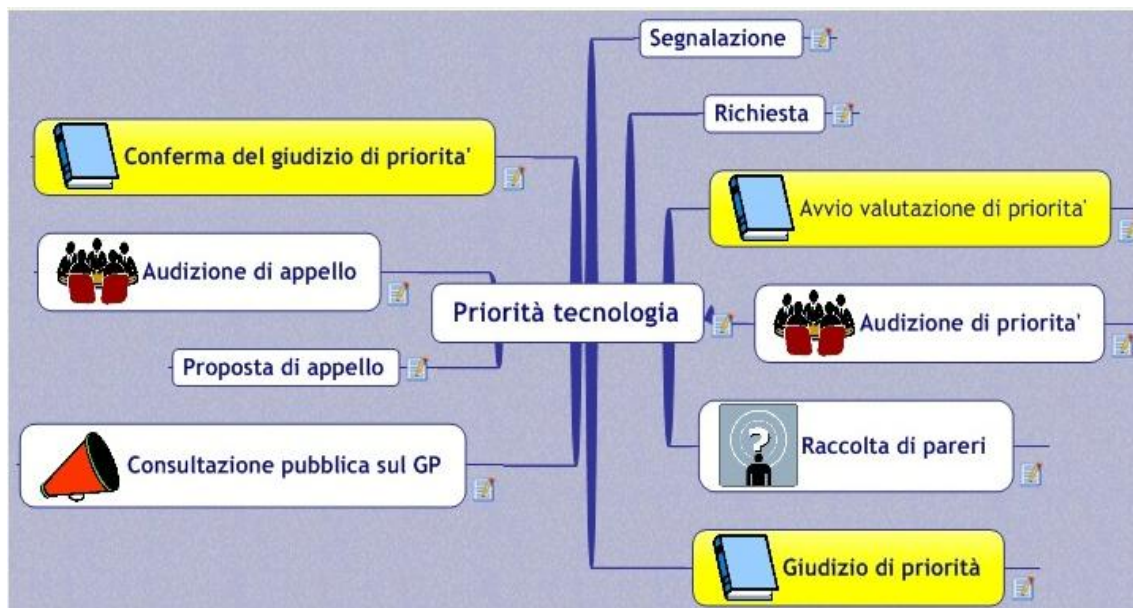 Segnalazione
Richiesta
Conferma del giudizio di priorita'
Avvio valutazione di priorita'
Audizione di appello
Priorità tecnologia
Audizione di priorita'
Proposta di appello
Raccolta di pareri
Consultazione pubblica sul GP
Giudizio di priorità